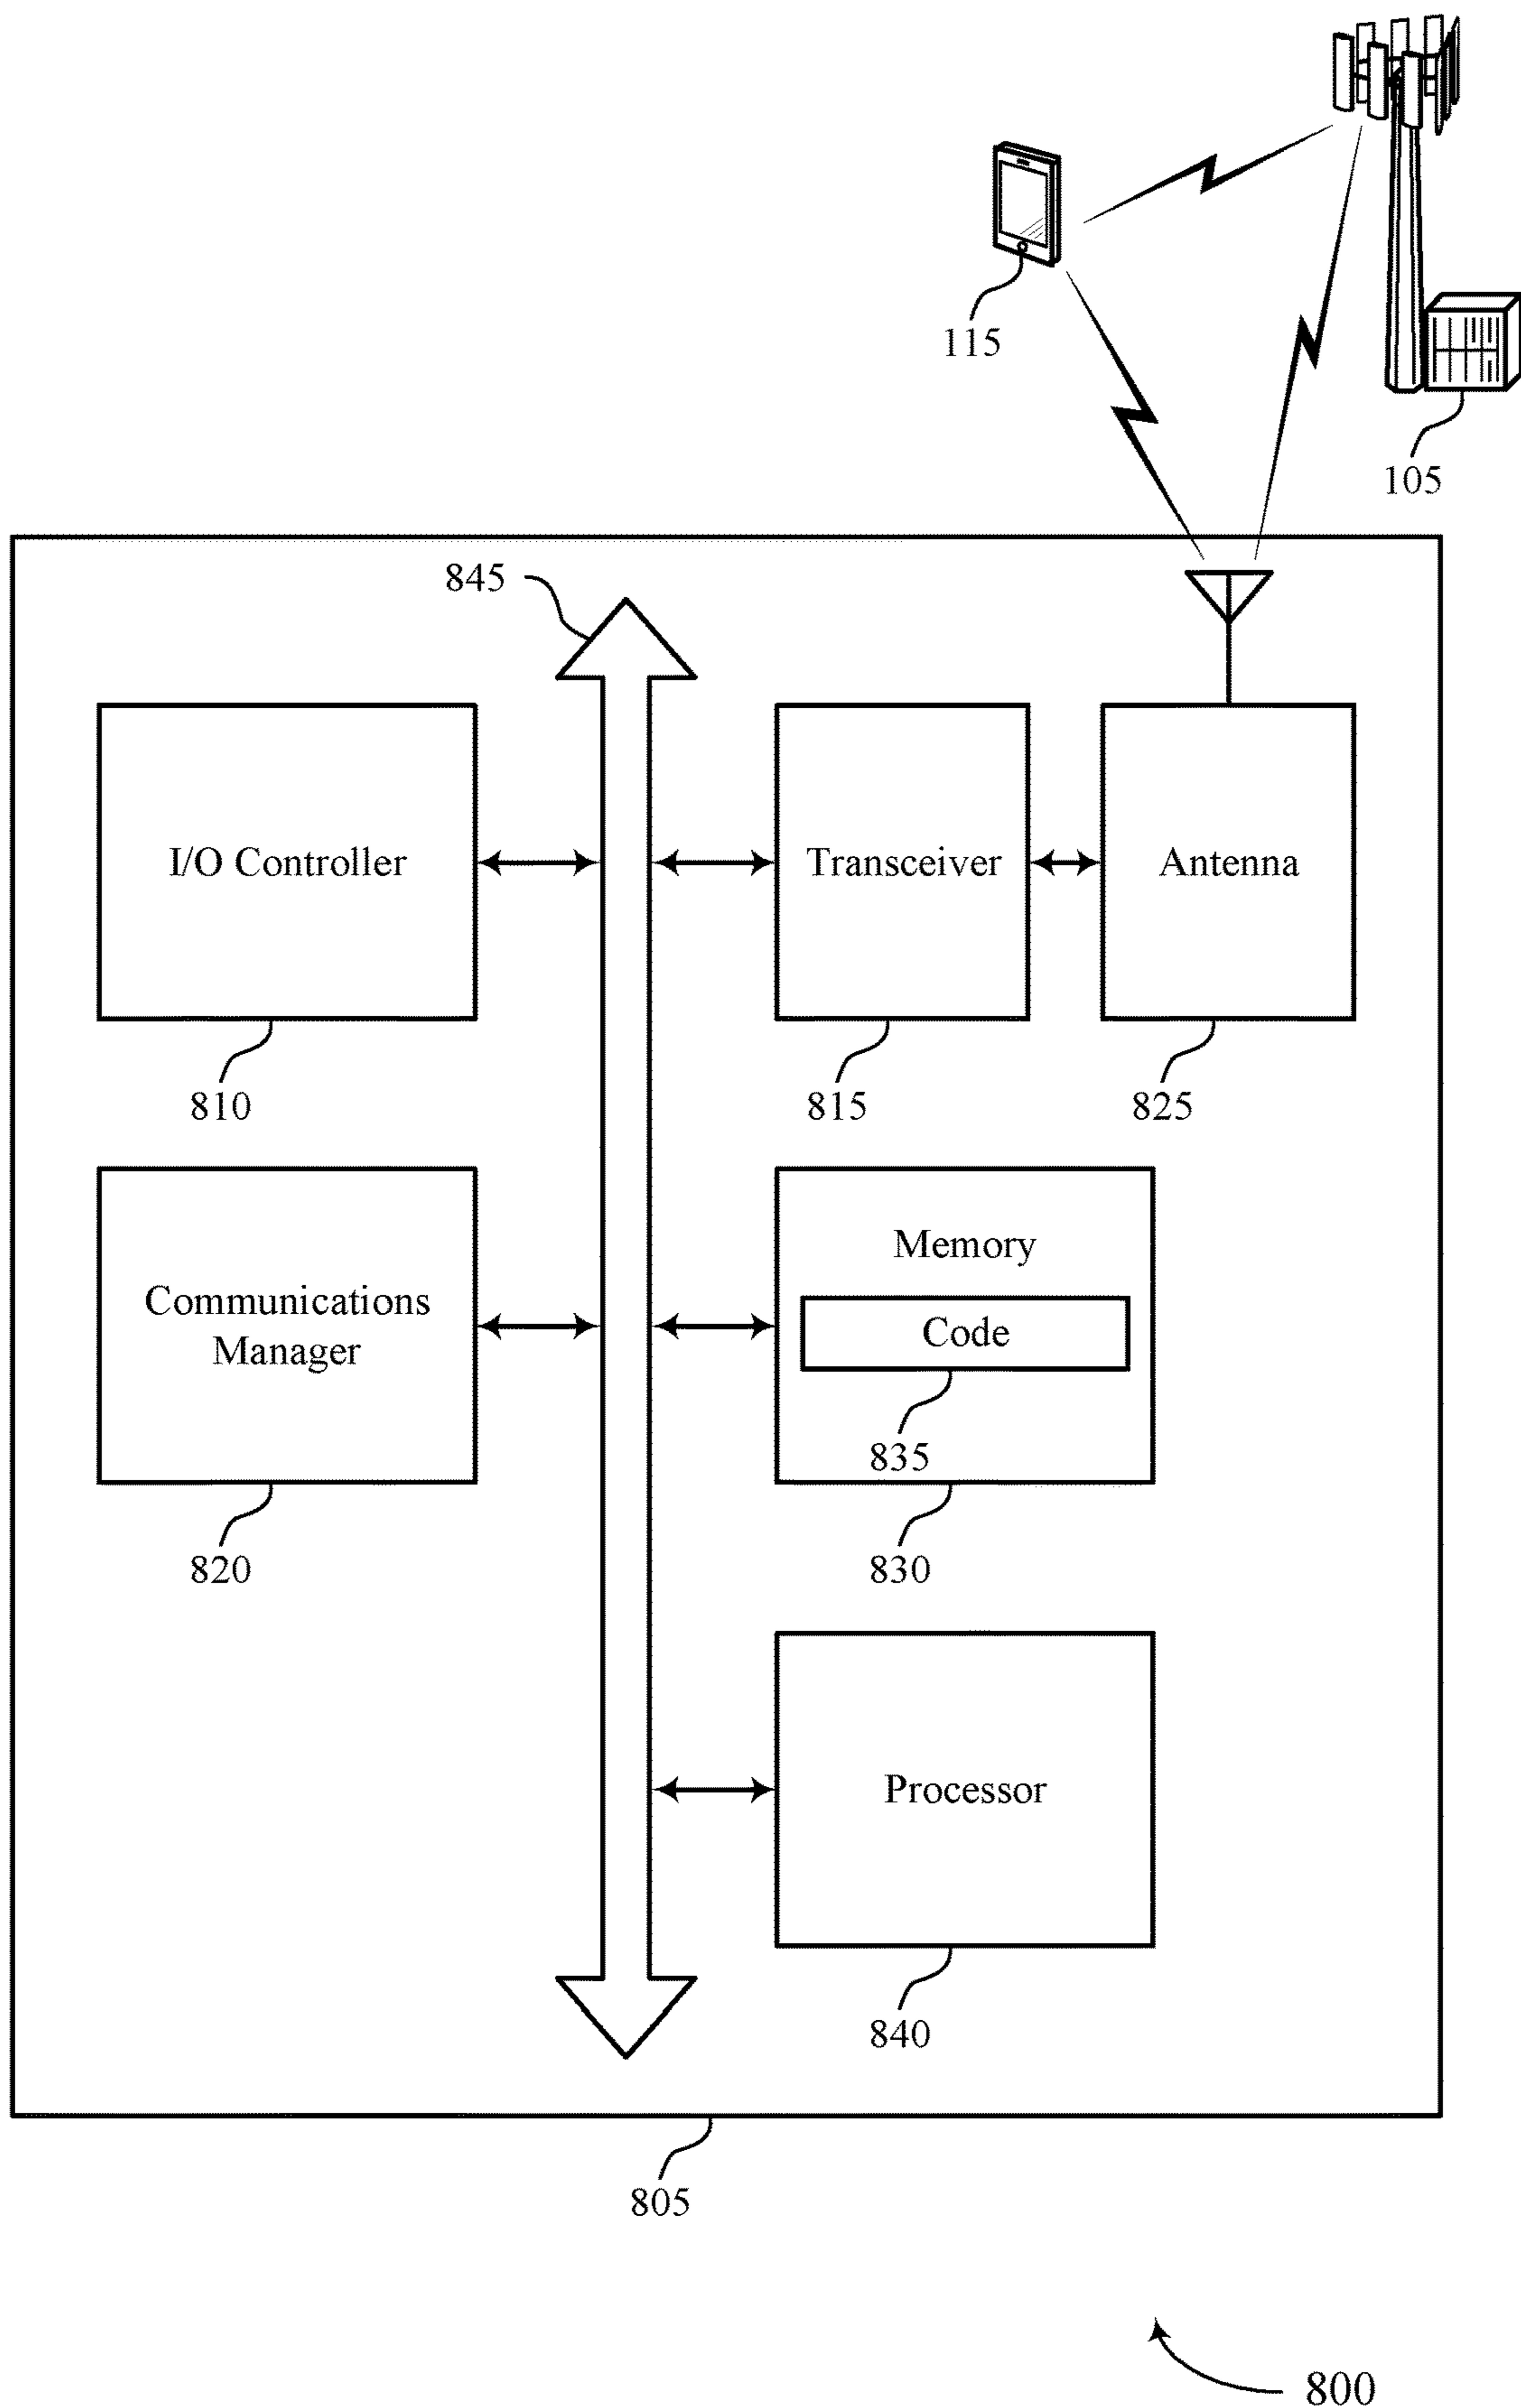 115
105
845
I/O Controller
Transceiver
Antenna
810
815
825
Communications
Manager
Memory
Code
835
820
830
Processor
840
805
800